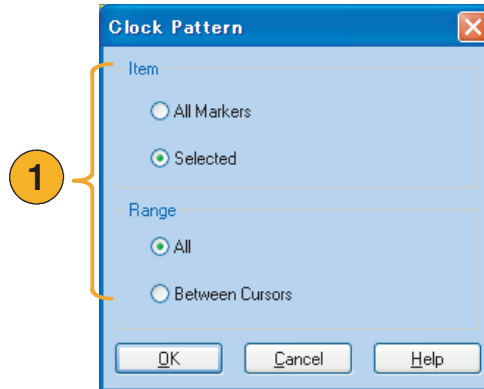 Clock Pattern
Item
All Markers
Selected
1
Range
All
Between Cursors
OK Cancel Help